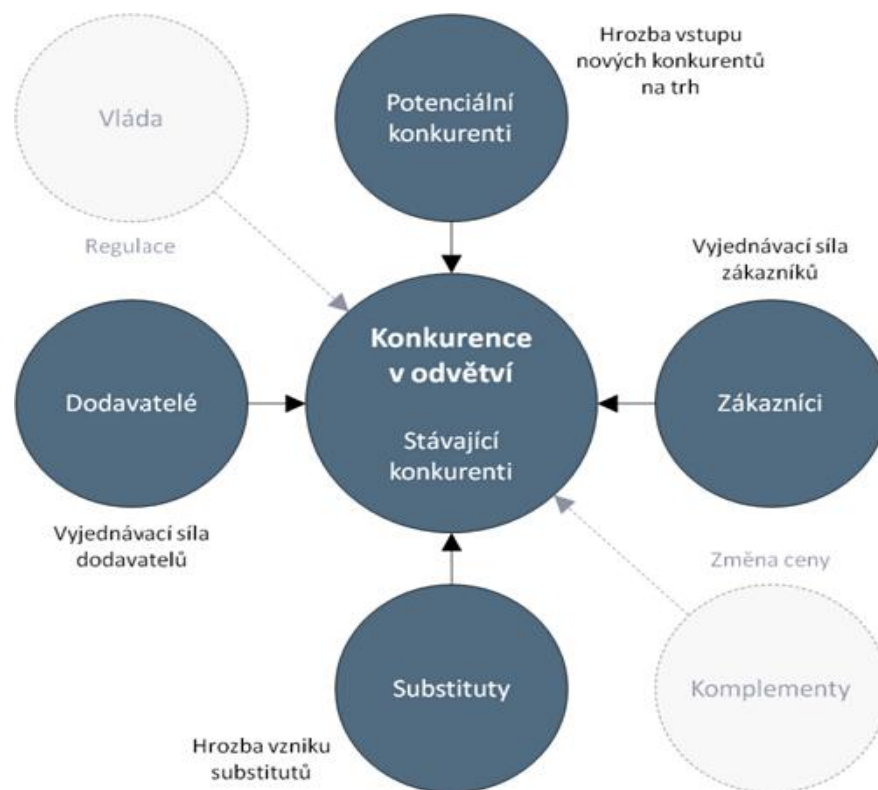 Hrozba vstupu
nových konkurentů
na trh
Potenciální
konkurenti
Vláda
Regulace
Vyjednávací síla
zákazníků
Konkurence
v odvětví
Stávající
konkurenti
Dodavatelé
Zákazníci
Vyjednávací síla
dodavatelů
Změna ceny
Substituty
Komplementy
Hrozba vzniku
substitutů